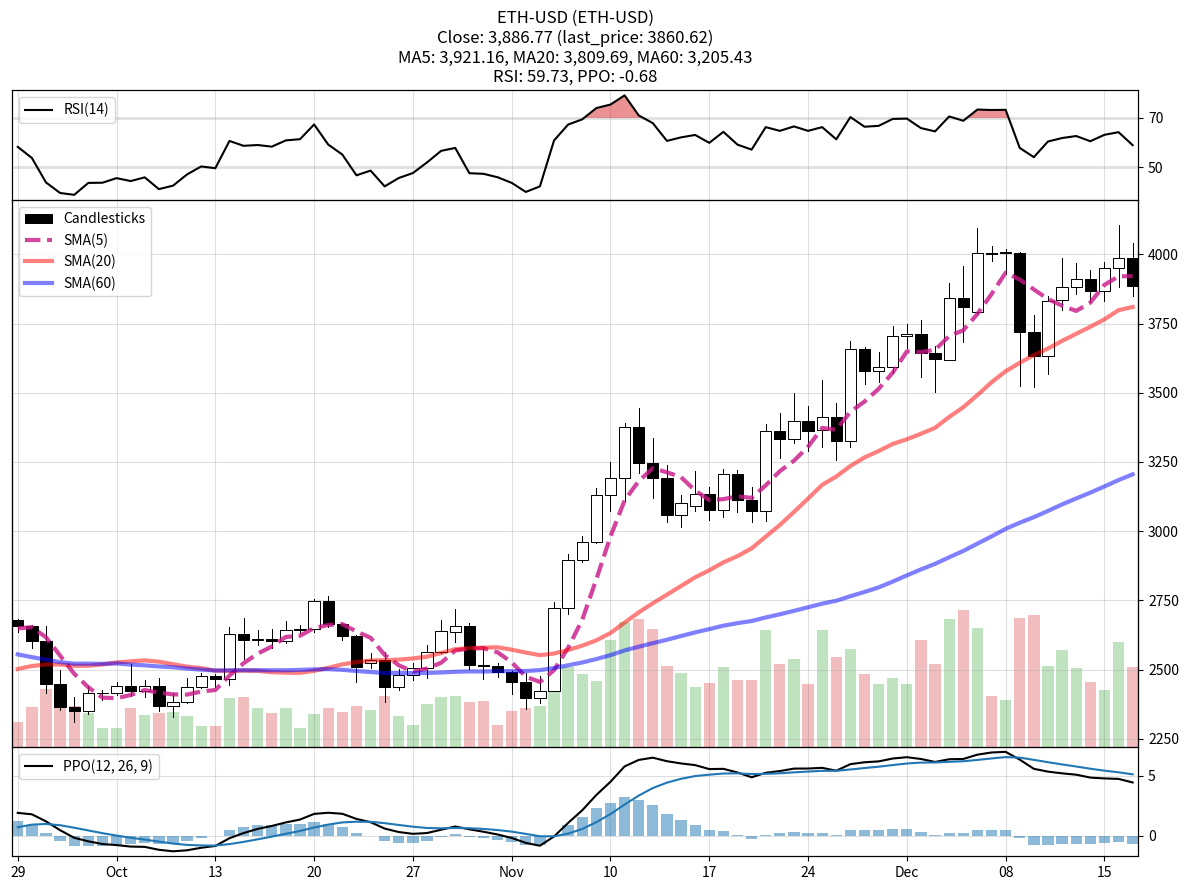 ETH-USD (ETH-USD)
Close: 3,886.77 (last_price: 3860.62)
MA5: 3,921.16, MA20: 3,809.69, MA60: 3,205.43
RSI: 59.73, PPO: -0.68
RSI(14)
70
50
Candlesticks
SMA(5)
SMA(20)
SMA(60)
4000
3750
3500
3250
3000
2750
2500
2250
PPO(12, 26, 9)
5
0
29 Oct 13 20 27 Nov 10 17 24 Dec 08 15